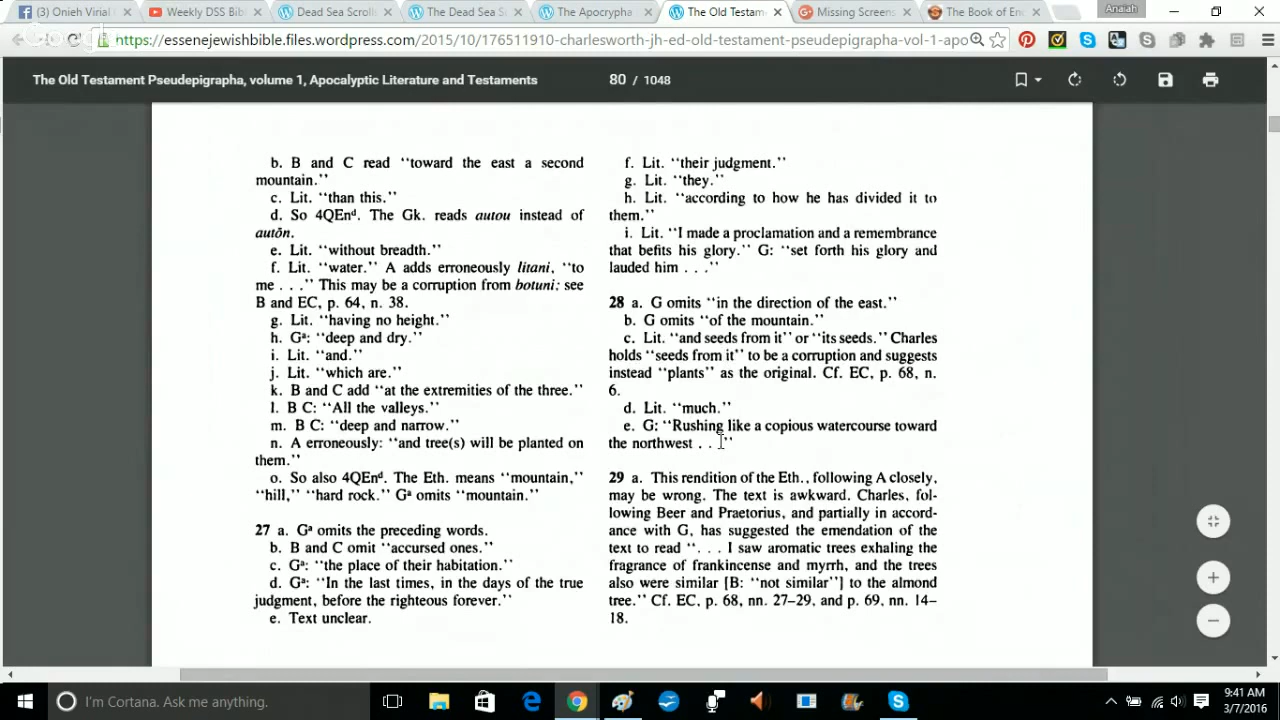 (3) Onieh Virial
Weekly DSS Bib
Dead Sea Scrolls
The Dead Sea S
The Apocrypha
The Old Testam
Missing Screens
The Book of En
Anaiah
https://essenejewishbible.files.wordpress.com/2015/10/176511910-charlesworth-jh-ed-old-testament-pseudepigrapha-vol-1-apo
The Old Testament Pseudepigrapha, volume 1, Apocalyptic Literature and Testaments
80 / 1048
b. B and C read “toward the east a second
mountain.”
c. Lit. “than this.”
d. So 4QEnᵈ. The Gk. reads autou instead of
autōn.
e. Lit. “without breadth.”
f. Lit. “water.” A adds erroneously litani, “to
me . . .” This may be a corruption from botuni; see
B and EC, p. 64, n. 38.
g. Lit. “having no height.”
h. Gᵃ: “deep and dry.”
i. Lit. “and.”
j. Lit. “which are.”
k. B and C add “at the extremities of the three.”
l. B C: “All the valleys.”
m. B C: “deep and narrow.”
n. A erroneously: “and tree(s) will be planted on
them.”
o. So also 4QEnᵈ. The Eth. means “mountain,”
“hill,” “hard rock.” Gᵃ omits “mountain.”
27 a. Gᵃ omits the preceding words.
b. B and C omit “accursed ones.”
c. Gᵃ: “the place of their habitation.”
d. Gᵃ: “In the last times, in the days of the true
judgment, before the righteous forever.”
e. Text unclear.
f. Lit. “their judgment.”
g. Lit. “they.”
h. Lit. “according to how he has divided it to
them.”
i. Lit. “I made a proclamation and a remembrance
that befits his glory.” G: “set forth his glory and
lauded him . . .”
28 a. G omits “in the direction of the east.”
b. G omits “of the mountain.”
c. Lit. “and seeds from it” or “its seeds.” Charles
holds “seeds from it” to be a corruption and suggests
instead “plants” as the original. Cf. EC, p. 68, n.
6.
d. Lit. “much.”
e. G: “Rushing like a copious watercourse toward
the northwest . . .”
29 a. This rendition of the Eth., following A closely,
may be wrong. The text is awkward. Charles, fol-
lowing Beer and Praetorius, and partially in accord-
ance with G, has suggested the emendation of the
text to read “. . . I saw aromatic trees exhaling the
fragrance of frankincense and myrrh, and the trees
also were similar [B: “not similar”] to the almond
tree.” Cf. EC, p. 68, nn. 27–29, and p. 69, nn. 14–
18.
I'm Cortana. Ask me anything.
9:41 AM
3/7/2016